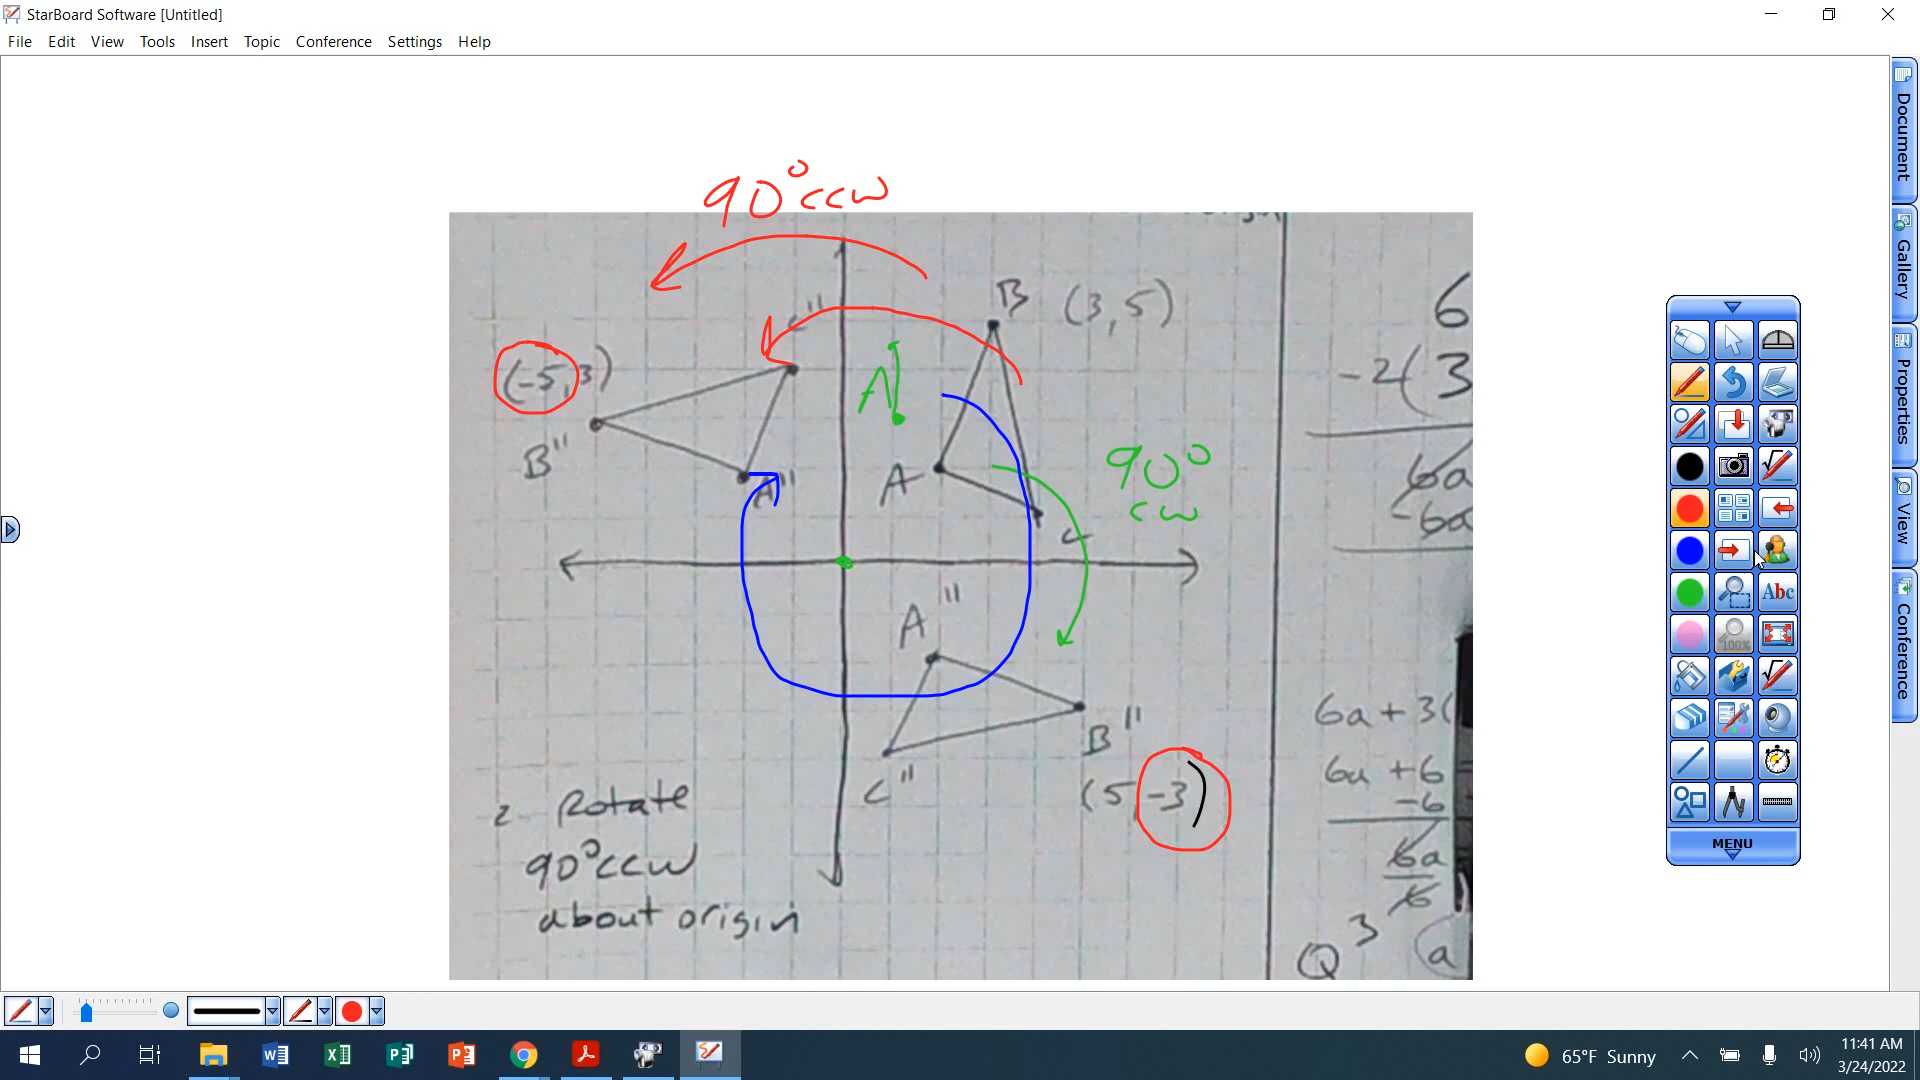 StarBoard Software [Untitled]
File Edit View Tools Insert Topic Conference Settings Help
90° ccw
B (3, 5)
C''
(-5, 3)
B''
A''
A
A
C
90°
cw
A''
B''
(5, -3)
C''
2. Rotate
90° ccw
about origin
6
-2(3
6a
-6a
6a + 3(
6a + 6
-6
6a
6
Q3 a
Document
Gallery
Properties
View
Conference
Abc
100%
MENU
65°F Sunny
11:41 AM
3/24/2022